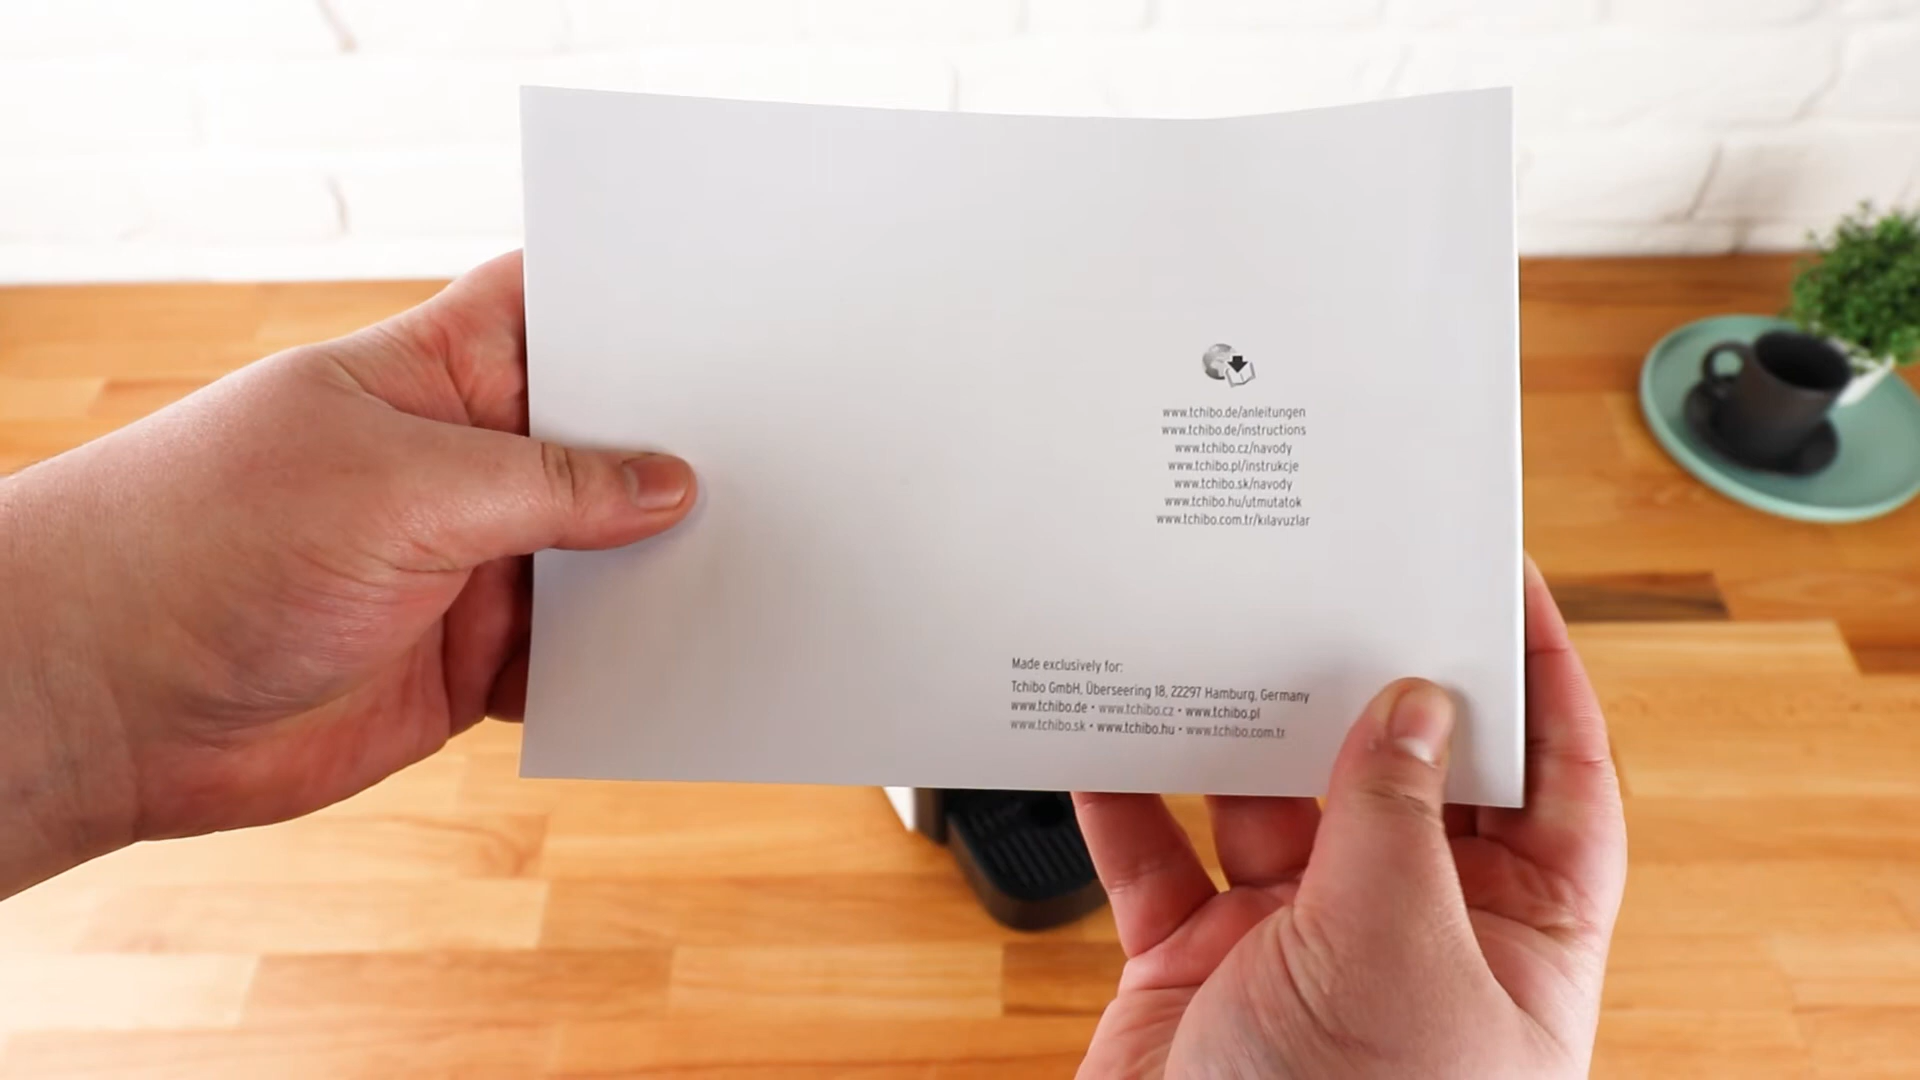 www.tchibo.de/anleitungen
www.tchibo.de/instructions
www.tchibo.cz/navody
www.tchibo.pl/instrukcje
www.tchibo.sk/navody
www.tchibo.hu/utmutatok
www.tchibo.com.tr/kılavuzlar
Made exclusively for:
Tchibo GmbH, Überseering 18, 22297 Hamburg, Germany
www.tchibo.de • www.tchibo.cz • www.tchibo.pl
www.tchibo.sk • www.tchibo.hu • www.tchibo.com.tr